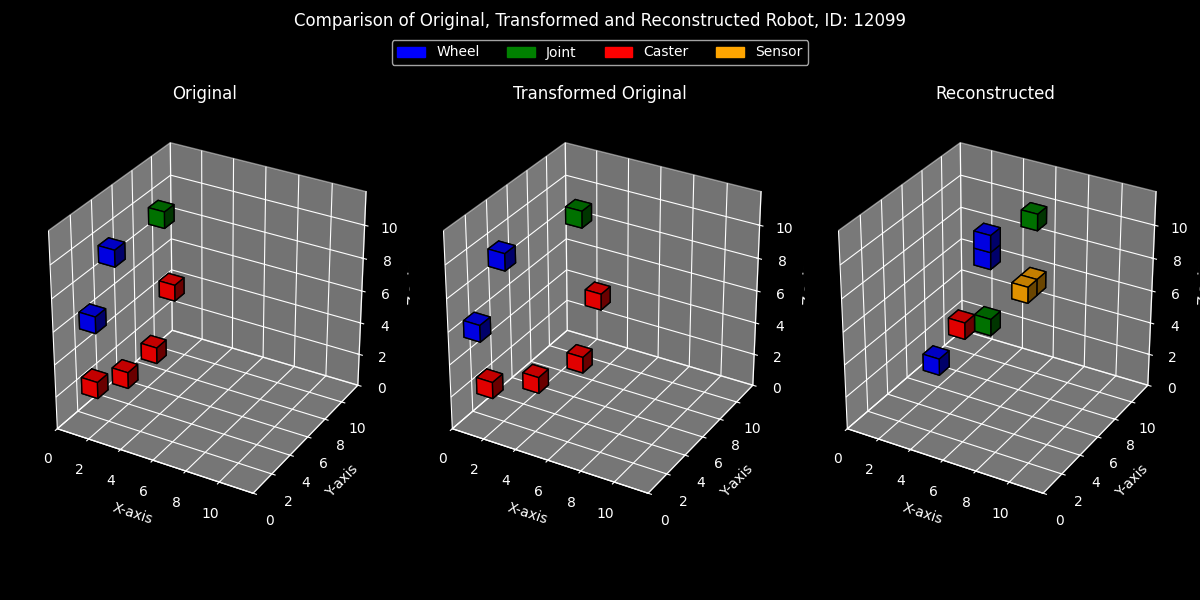 Comparison of Original, Transformed and Reconstructed Robot, ID: 12099
Wheel Joint Caster Sensor
Original Transformed Original Reconstructed
10 10 10
8 8 8
6 6 6
4 4 4
2 2 2
0 0 0
0 2 4 6 8 10 0 2 4 6 8 10 0 2 4 6 8 10
0 2 4 6 8 10 0 2 4 6 8 10 0 2 4 6 8 10
X-axis Y-axis X-axis Y-axis X-axis Y-axis